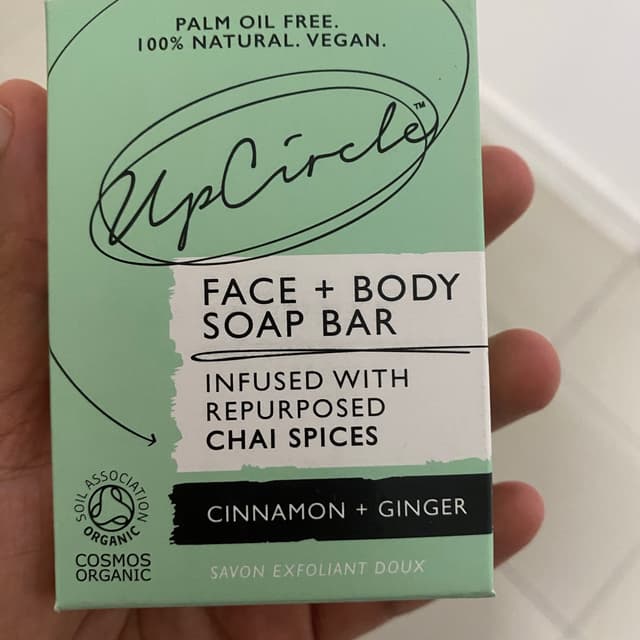 PALM OIL FREE.
100% NATURAL. VEGAN.
UpCircle™
FACE + BODY
SOAP BAR
INFUSED WITH
REPURPOSED
CHAI SPICES
CINNAMON + GINGER
SOIL ASSOCIATION
ORGANIC
COSMOS
ORGANIC
SAVON EXFOLIANT DOUX